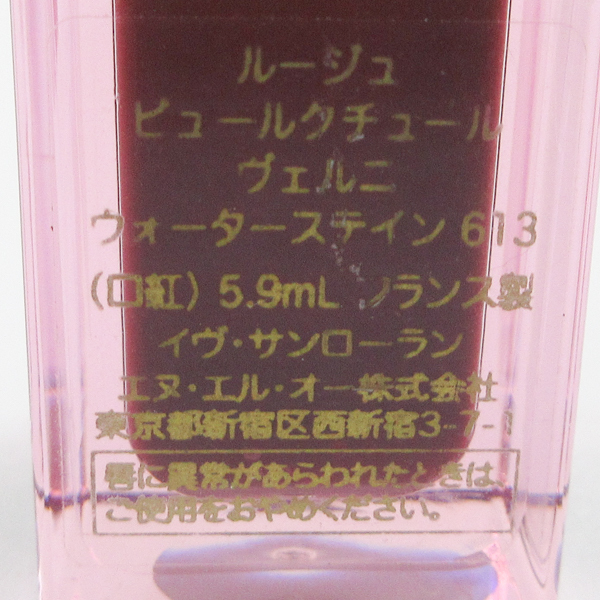 ルージュ
ピュールクチュール
ヴェルニ
ウォーターステイン 613
(口紅) 5.9mL フランス製
イヴ・サンローラン
エヌ・エル・オー株式会社
東京都新宿区西新宿3-7-1
唇に異常があらわれたときは、
ご使用をおやめください。